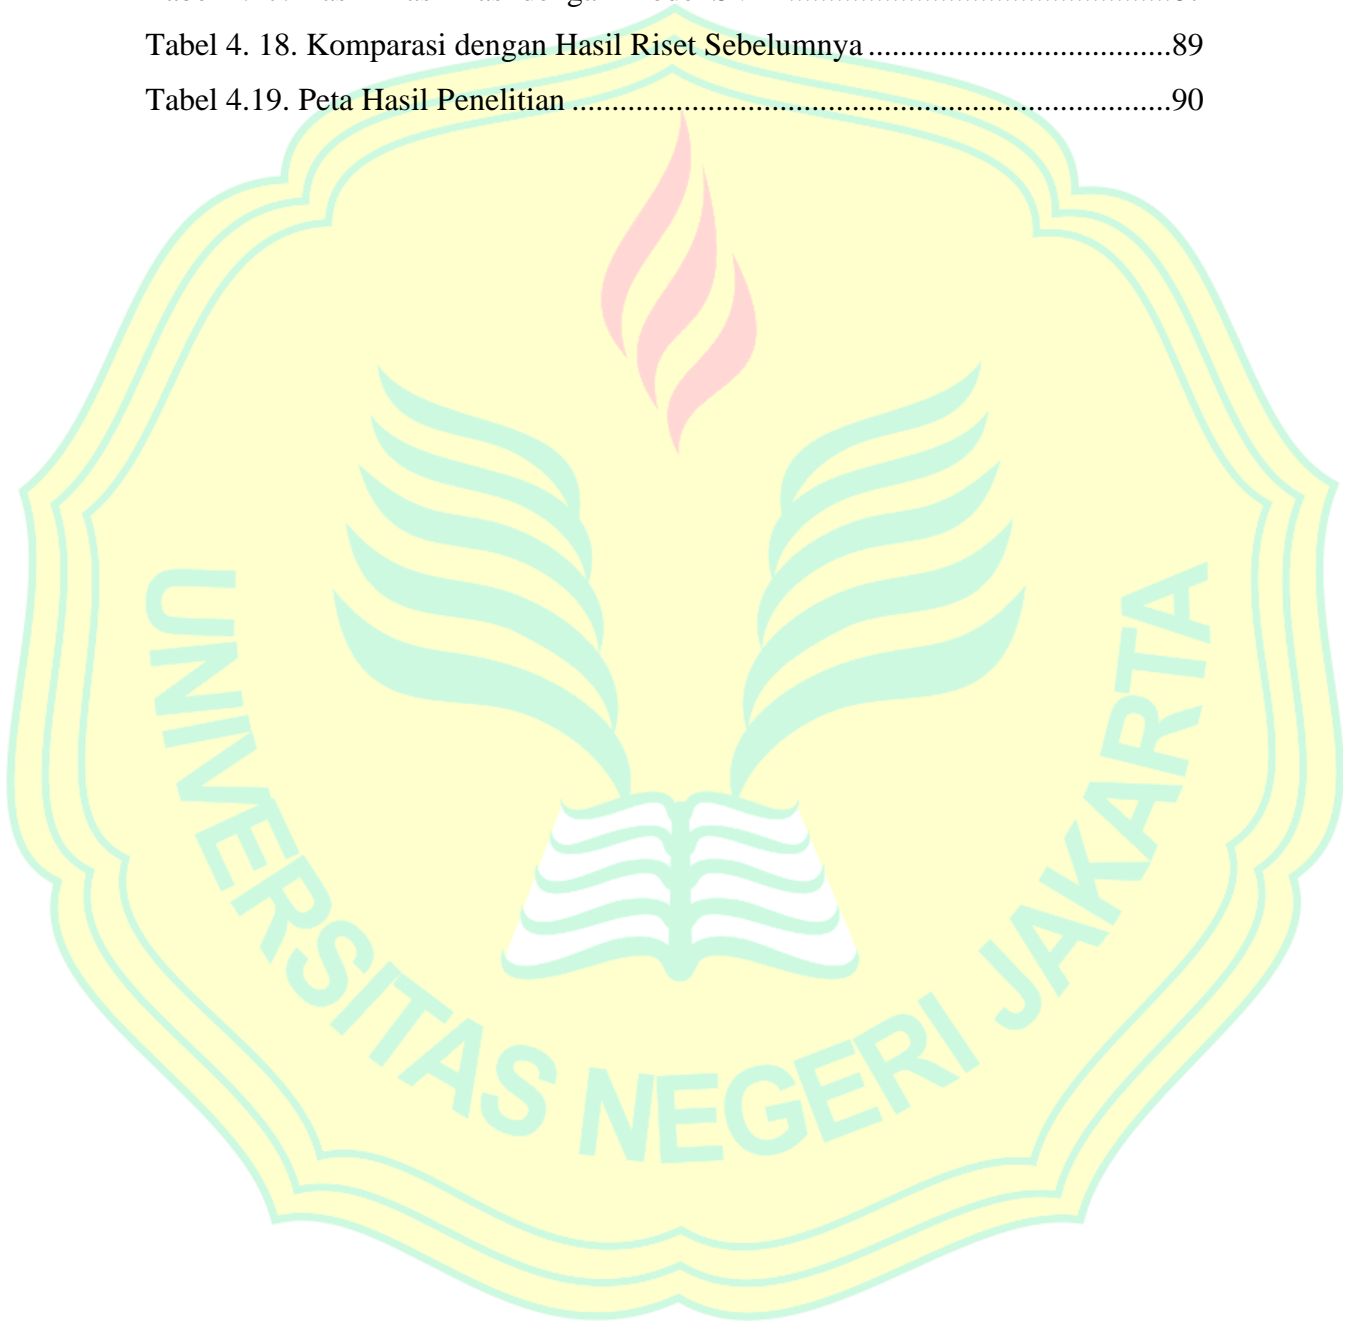 Tabel 4. 18. Komparasi dengan Hasil Riset Sebelumnya ......................................89
Tabel 4.19. Peta Hasil Penelitian ...........................................................................90
UNIVERSITAS NEGERI JAKARTA